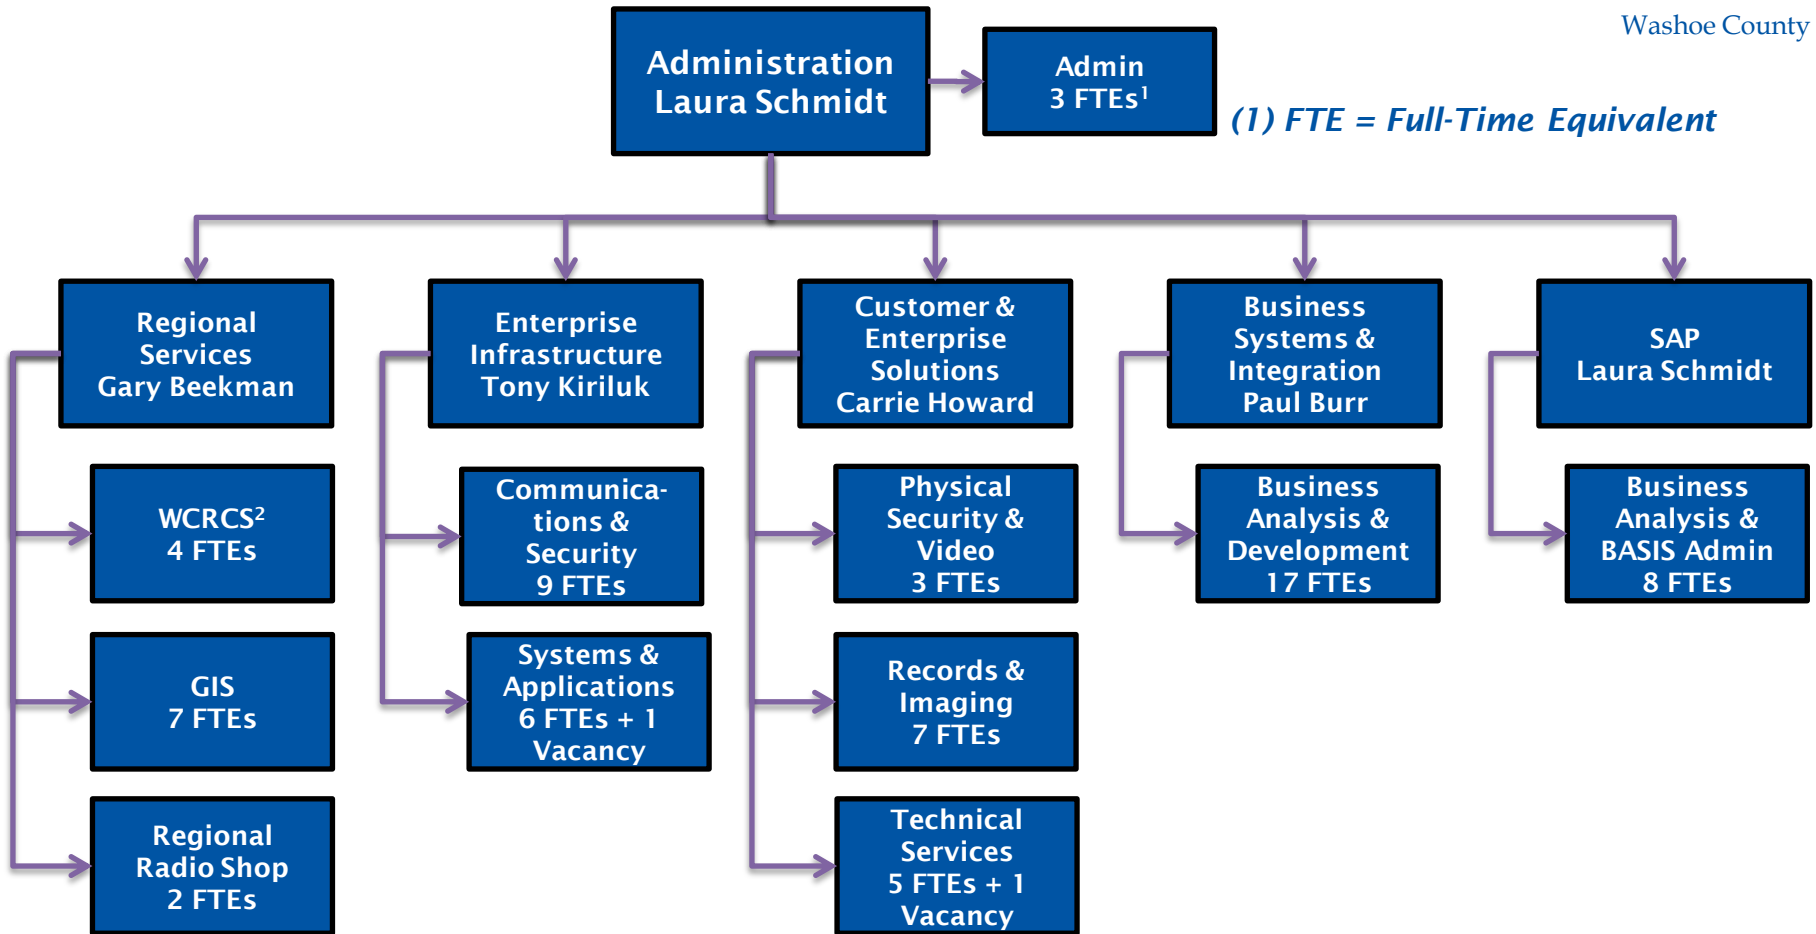 Washoe County
Administration
Laura Schmidt
Admin
3 FTEs¹
(1) FTE = Full-Time Equivalent
Regional
Services
Gary Beekman
Enterprise
Infrastructure
Tony Kiriluk
Customer &
Enterprise
Solutions
Carrie Howard
Business
Systems &
Integration
Paul Burr
SAP
Laura Schmidt
WCRCS²
4 FTEs
Communica-
tions &
Security
9 FTEs
Physical
Security &
Video
3 FTEs
Business
Analysis &
Development
17 FTEs
Business
Analysis &
BASIS Admin
8 FTEs
GIS
7 FTEs
Systems &
Applications
6 FTEs + 1
Vacancy
Records &
Imaging
7 FTEs
Regional
Radio Shop
2 FTEs
Technical
Services
5 FTEs + 1
Vacancy